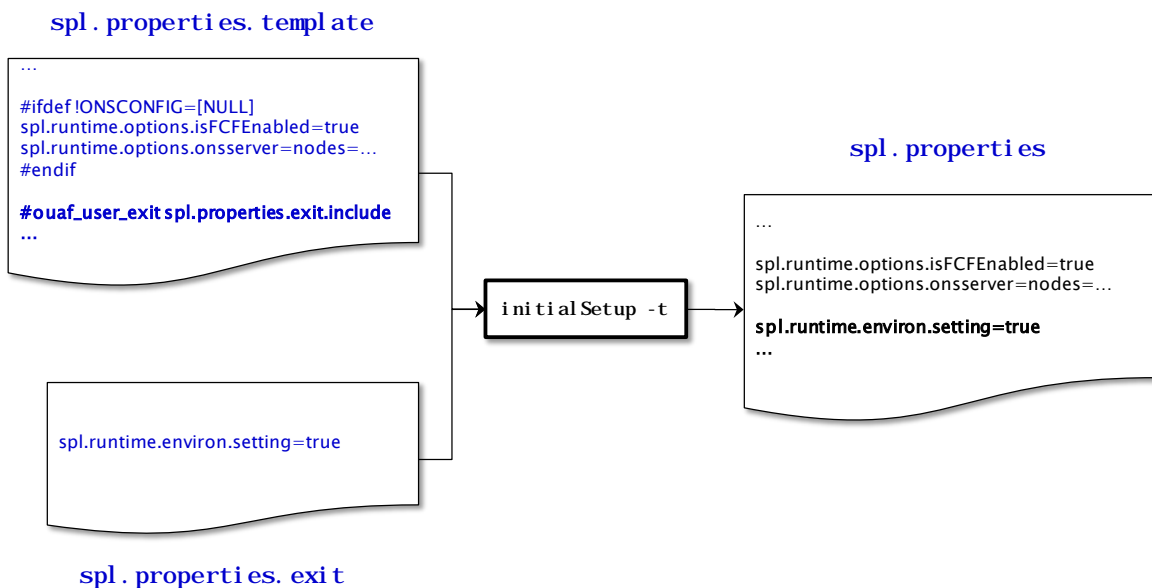 spl.properties.template
...
#ifdef !ONSCONFIG=[NULL]
spl.runtime.options.isFCFEnabled=true
spl.runtime.options.onsserver=nodes=...
#endif
#ouaf_user_exit spl.properties.exit.include
...
spl.runtime.environ.setting=true
spl.properties.exit
initialSetup -t
spl.properties
...
spl.runtime.options.isFCFEnabled=true
spl.runtime.options.onsserver=nodes=...
spl.runtime.environ.setting=true
...